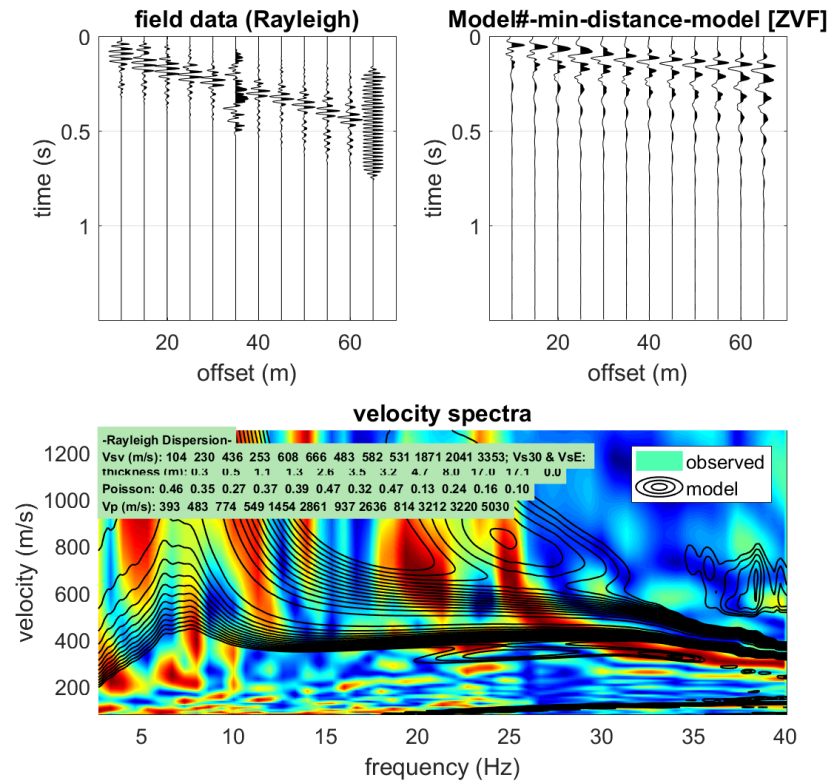 field data (Rayleigh)
Model#-min-distance-model [ZVF]
0
0.5
1
time (s)
20
40
60
offset (m)
0
0.5
1
time (s)
20
40
60
offset (m)
velocity spectra
-Rayleigh Dispersion-
Vsv (m/s): 104 230 436 253 608 666 483 582 531 1871 2041 3353; Vs30 & VsE:
thickness (m): 0.3 0.5 1.1 1.3 2.6 3.5 3.2 4.7 8.0 17.0 17.1 0.0
Poisson: 0.46 0.35 0.27 0.37 0.39 0.47 0.32 0.47 0.13 0.24 0.16 0.10
Vp (m/s): 393 483 774 549 1454 2861 937 2636 814 3212 3220 5030
observed
model
1200
1000
800
600
400
200
velocity (m/s)
5
10
15
20
25
30
35
40
frequency (Hz)